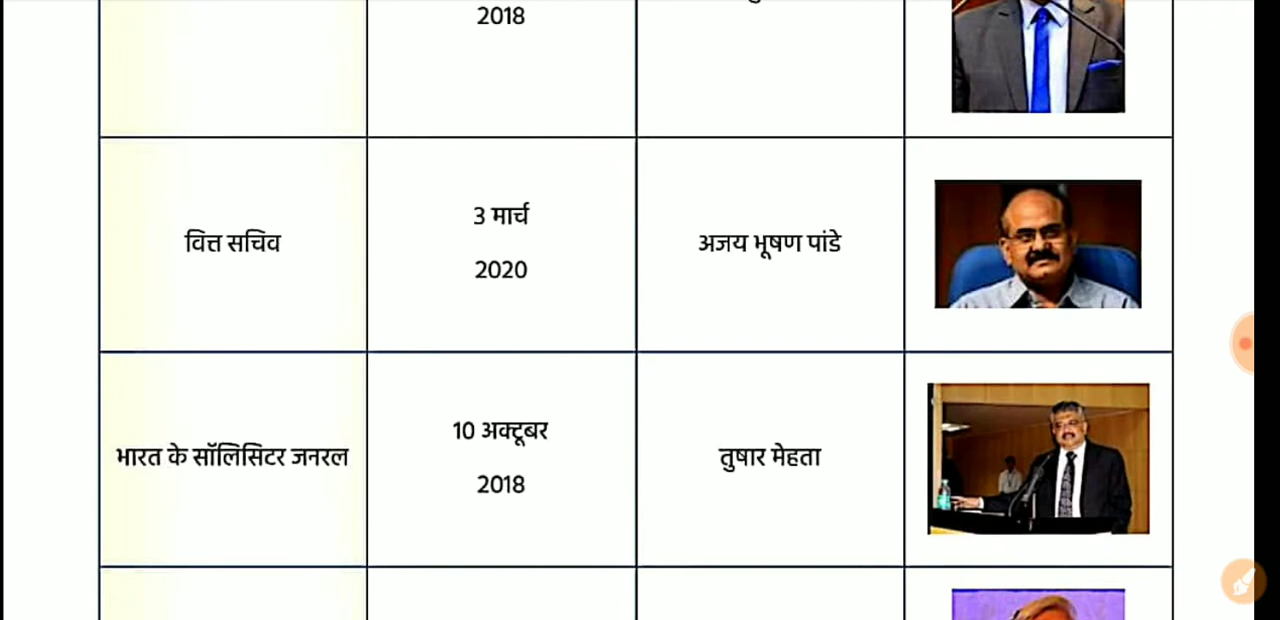 2018
वित्त सचिव
3 मार्च
2020
अजय भूषण पांडे
भारत के सॉलिसिटर जनरल
10 अक्टूबर
2018
तुषार मेहता